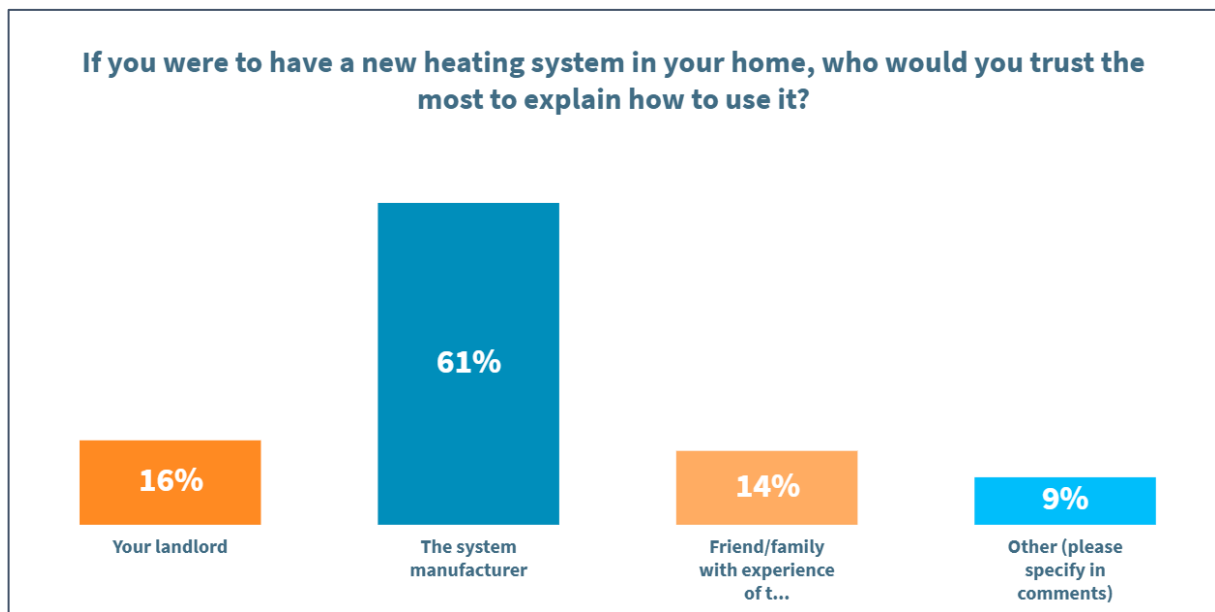 If you were to have a new heating system in your home, who would you trust the
most to explain how to use it?
16%
61%
14%
9%
Your landlord
The system
manufacturer
Friend/family
with experience
of t...
Other (please
specify in
comments)